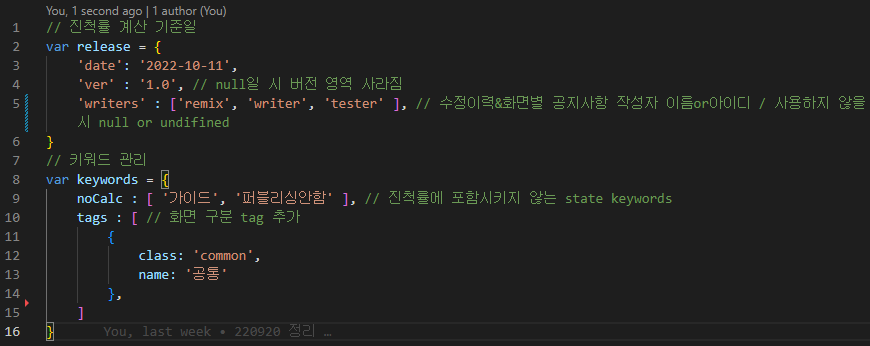 You, 1 second ago | 1 author (You)
1 // 진척률 계산 기준일
2 var release = {
3 'date': '2022-10-11',
4 'ver' : '1.0', // null일 시 버전 영역 사라짐
5 'writers' : ['remix', 'writer', 'tester' ], // 수정이력&화면별 공지사항 작성자 이름or아이디 / 사용하지 않을
시 null or undifined
6 }
7 // 키워드 관리
8 var keywords = {
9 noCalc : [ '가이드', '퍼블리싱안함' ], // 진척률에 포함시키지 않는 state keywords
10 tags : [ // 화면 구분 tag 추가
11 {
12 class: 'common',
13 name: '공통'
14 },
15 ]
16 } You, last week • 220920 정리 …